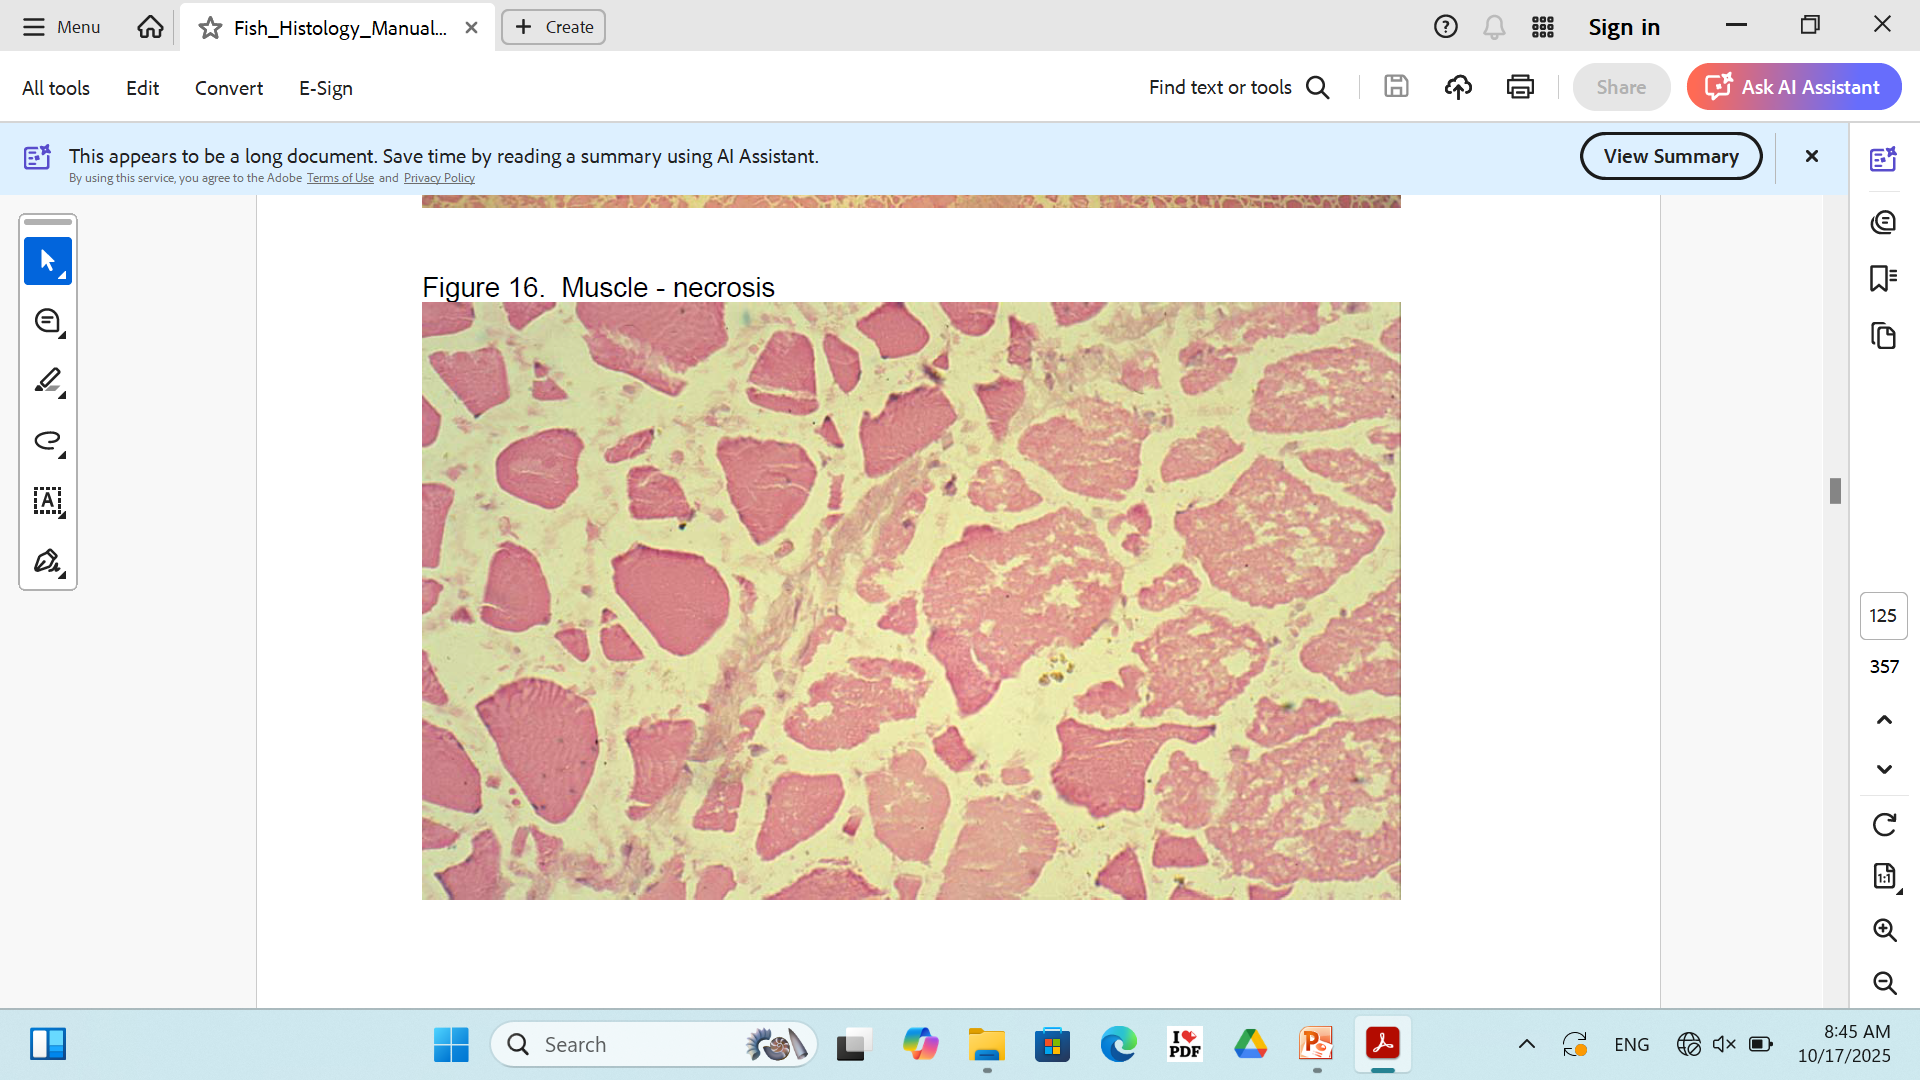 Menu
Fish_Histology_Manual...
Create
Sign in
All tools
Edit
Convert
E-Sign
Find text or tools
Share
Ask AI Assistant
This appears to be a long document. Save time by reading a summary using AI Assistant.
By using this service, you agree to the Adobe Terms of Use and Privacy Policy
View Summary
Figure 16. Muscle - necrosis
A
125
357
1:1
Search
I
PDF
P
ENG
8:45 AM
10/17/2025